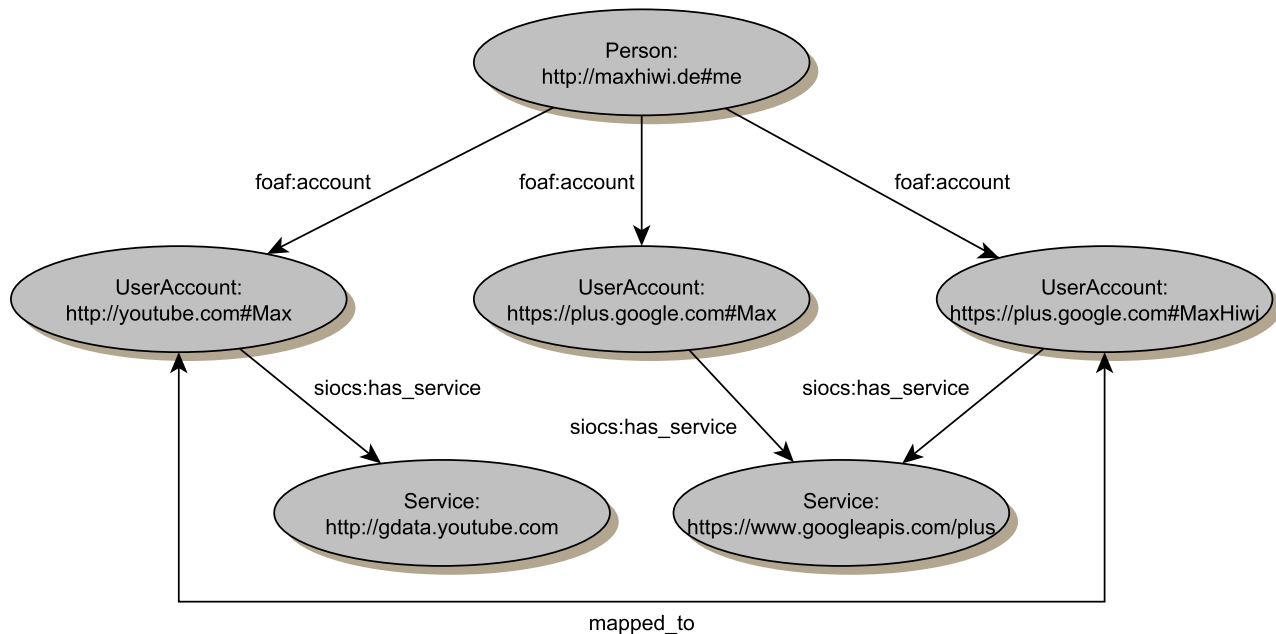 Person:
http://maxhiwi.de#me
foaf:account
foaf:account
foaf:account
UserAccount:
http://youtube.com#Max
UserAccount:
https://plus.google.com#Max
UserAccount:
https://plus.google.com#MaxHiwi
siocs:has_service
siocs:has_service
siocs:has_service
Service:
http://gdata.youtube.com
Service:
https://www.googleapis.com/plus
mapped_to